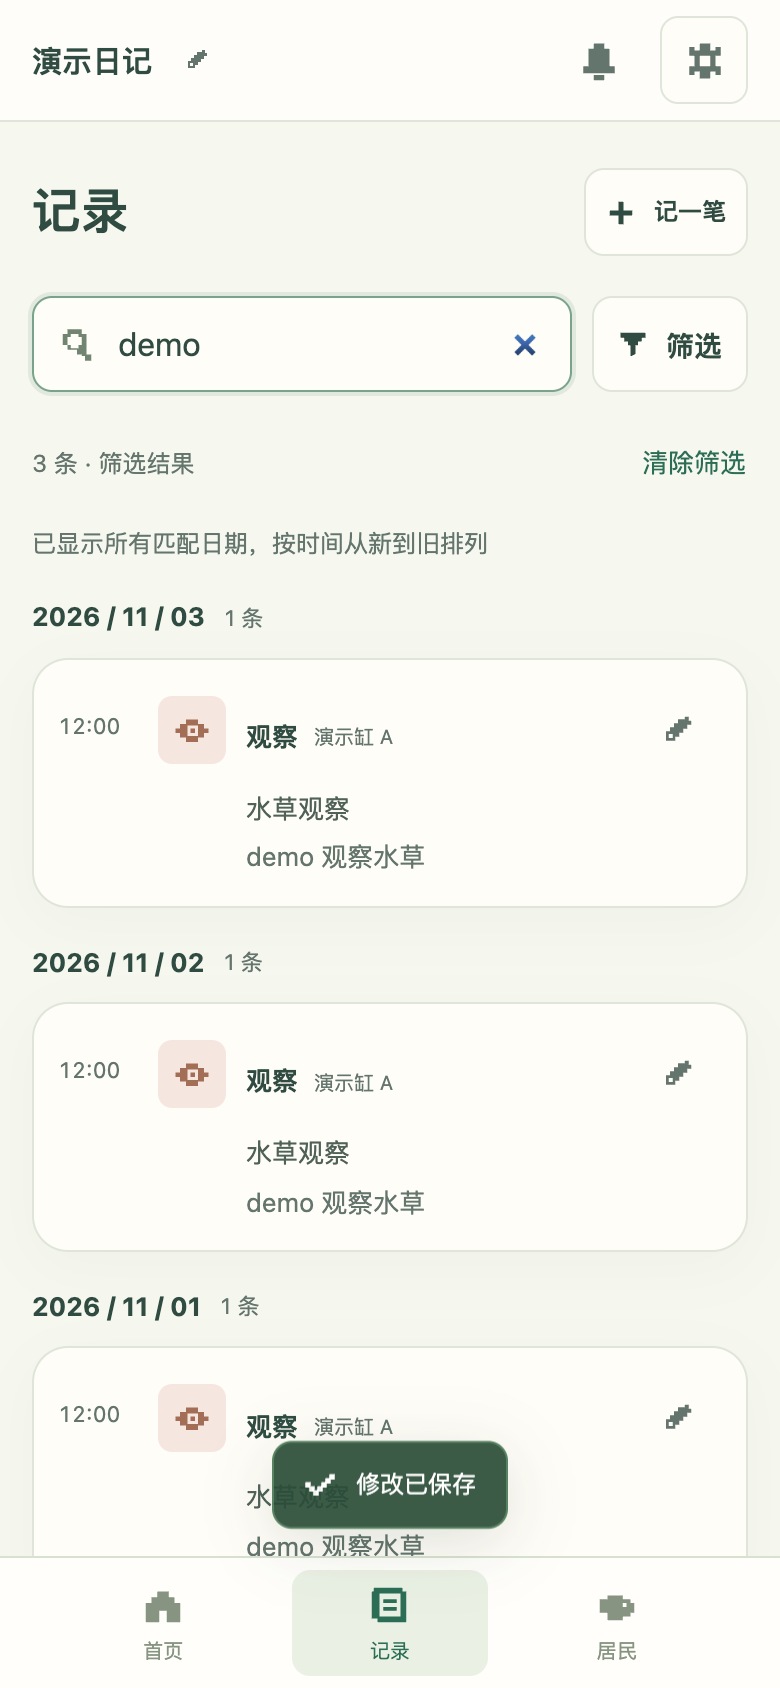 演示日记
记录
记一笔
demo
筛选
3 条 · 筛选结果
清除筛选
已显示所有匹配日期，按时间从新到旧排列
2026 / 11 / 03 1 条
12:00 观察 演示缸 A
水草观察
demo 观察水草
2026 / 11 / 02 1 条
12:00 观察 演示缸 A
水草观察
demo 观察水草
2026 / 11 / 01 1 条
12:00 观察 演示缸 A
水草观察
修改已保存
demo 观察水草
首页
记录
居民